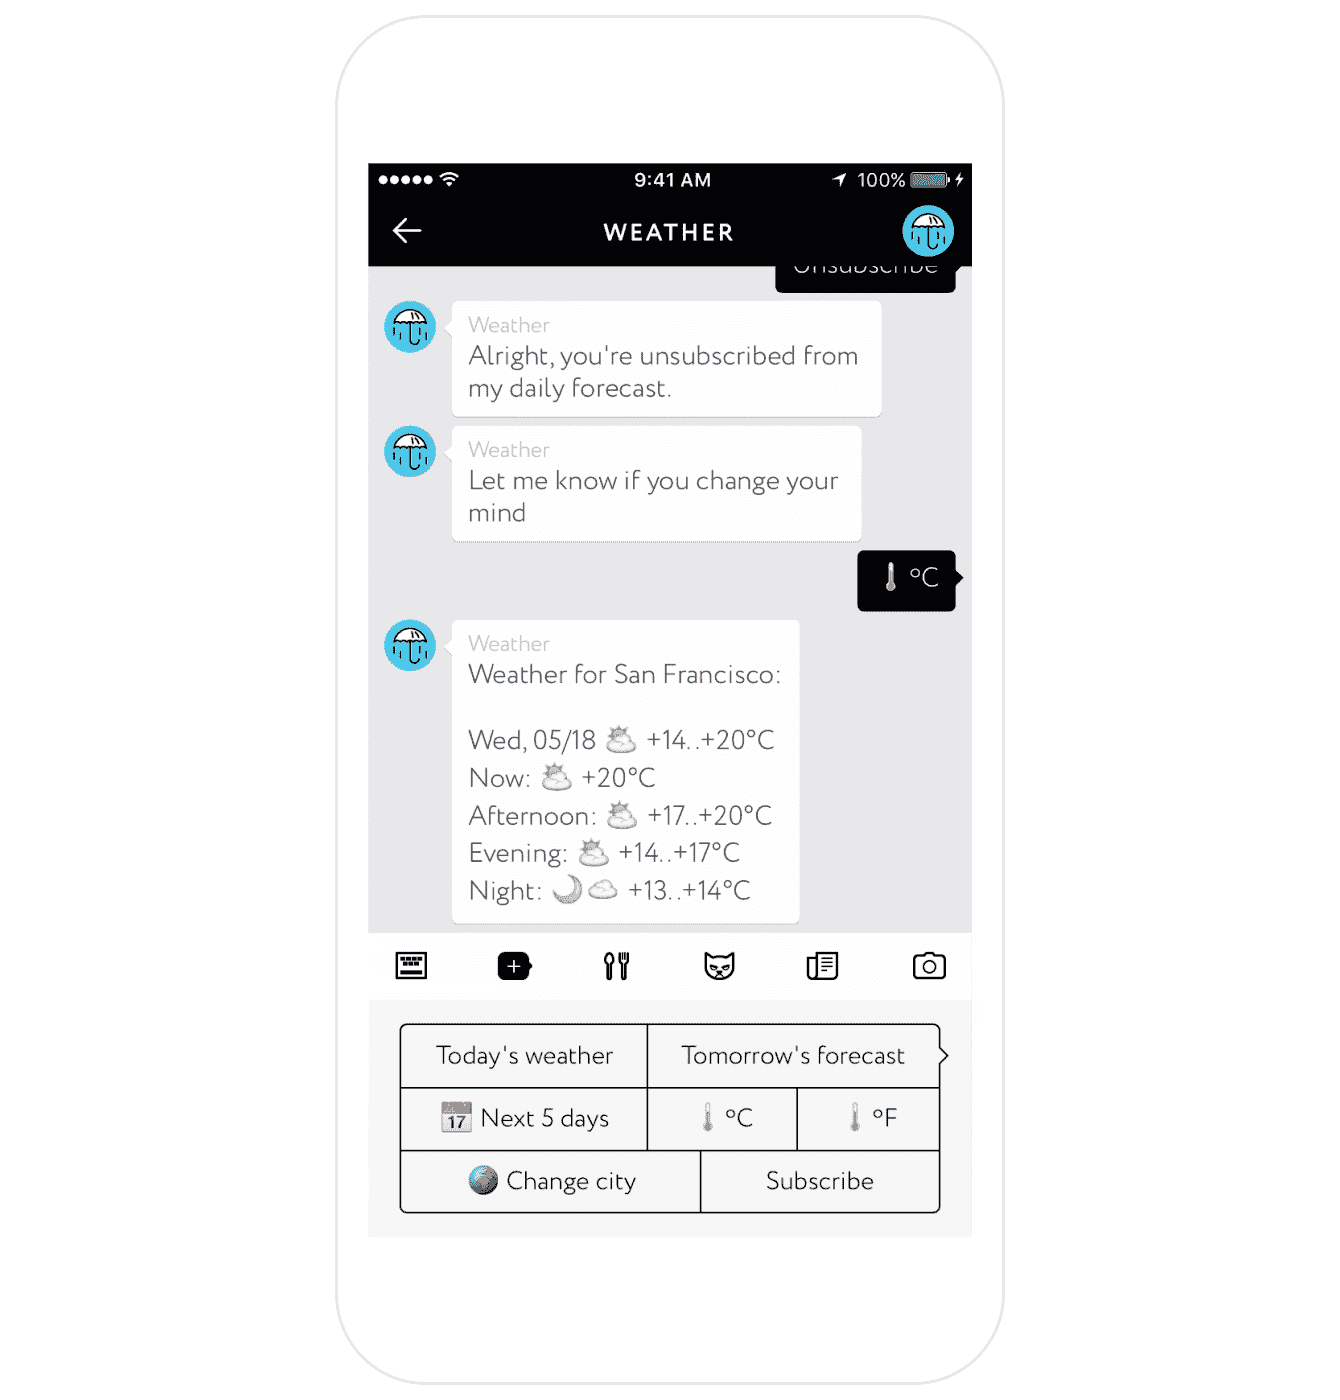 9:41 AM
100%
WEATHER
Unsubscribe
Weather
Alright, you're unsubscribed from
my daily forecast.
Weather
Let me know if you change your
mind
°C
Weather
Weather for San Francisco:
Wed, 05/18 +14..+20°C
Now: +20°C
Afternoon: +17..+20°C
Evening: +14..+17°C
Night: +13..+14°C
Today's weather
Tomorrow's forecast
17 Next 5 days
°C
°F
Change city
Subscribe